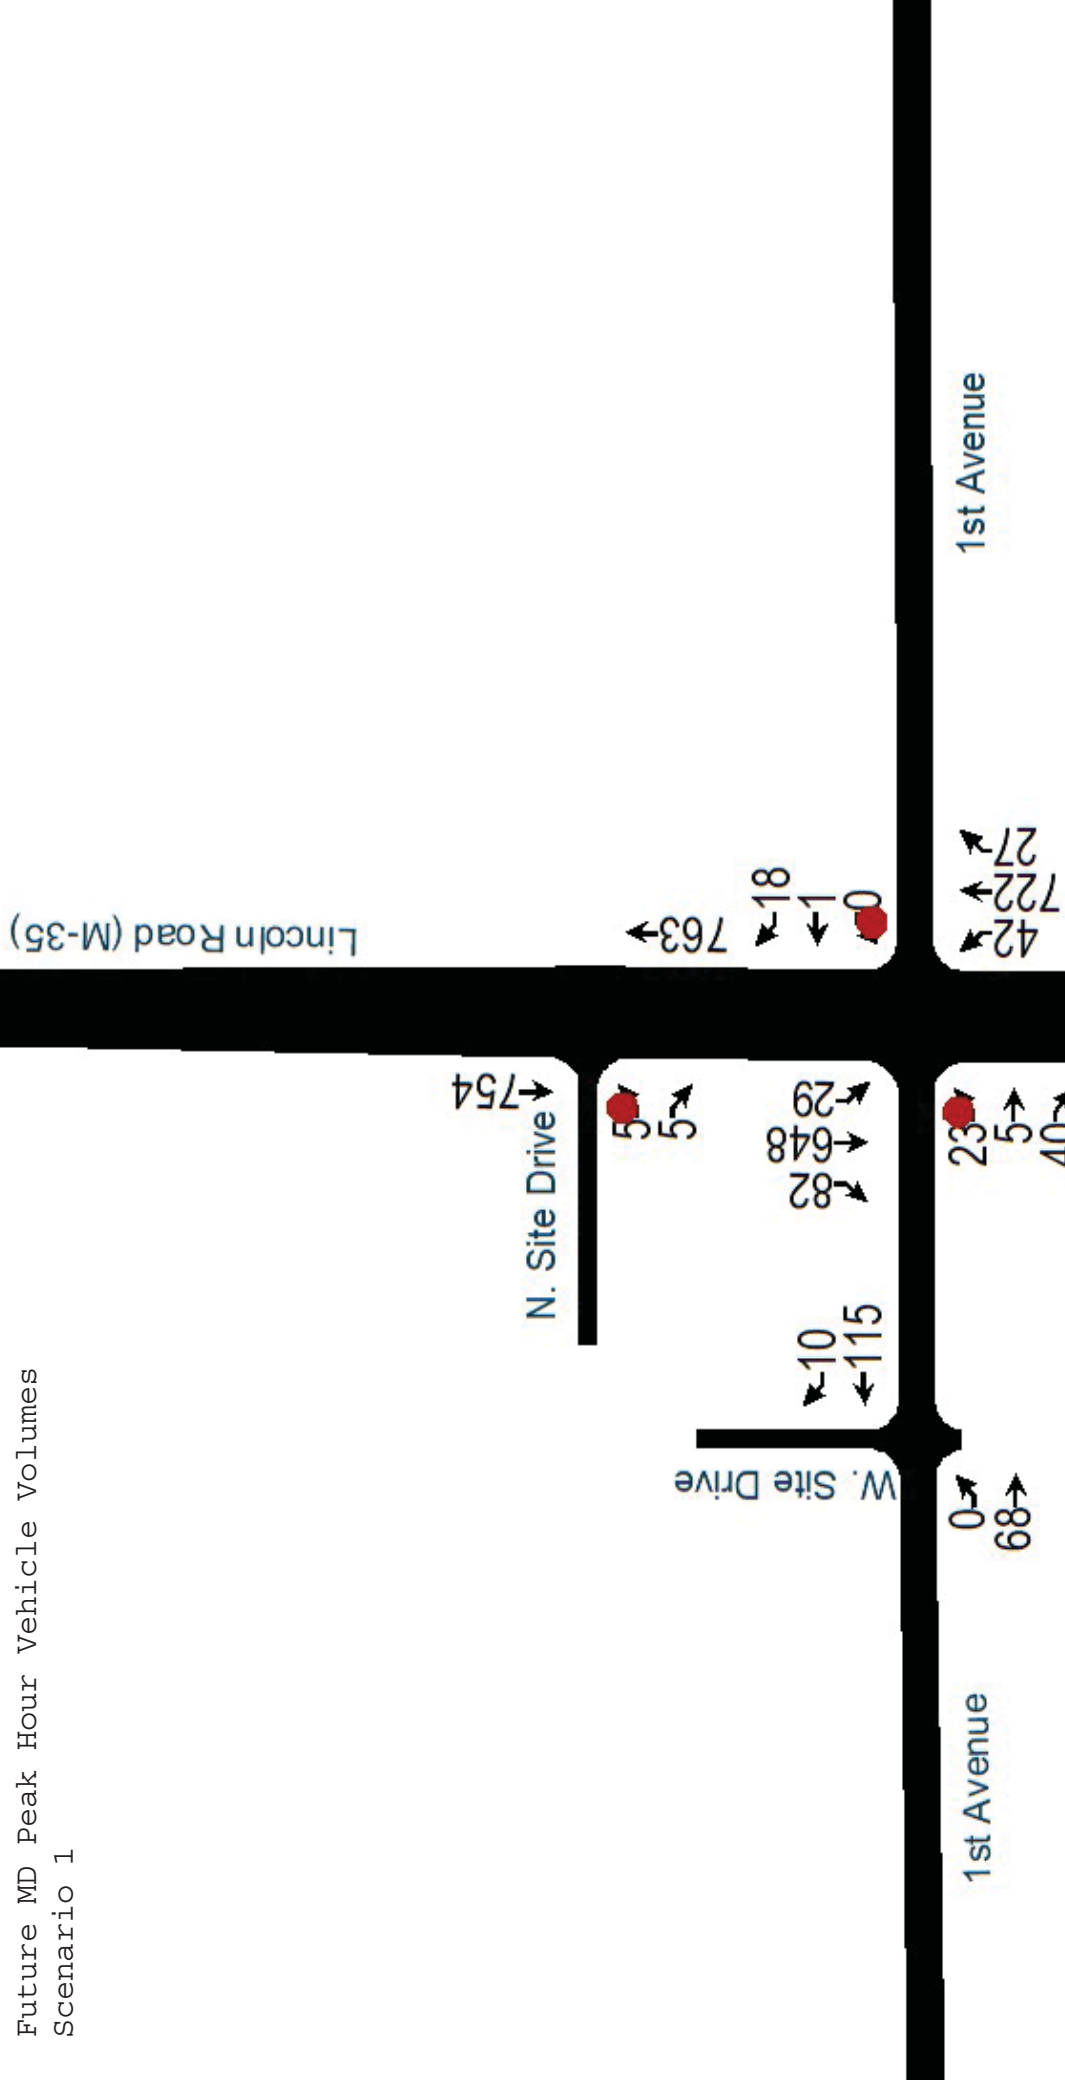 Future MD Peak Hour Vehicle Volumes
Scenario 1
Lincoln Road (M-35)
763
18
1
0
1st Avenue
27
722
42
754
N. Site Drive
5
5
29
648
82
23
5
40
10
115
W. Site Drive
0
68
1st Avenue